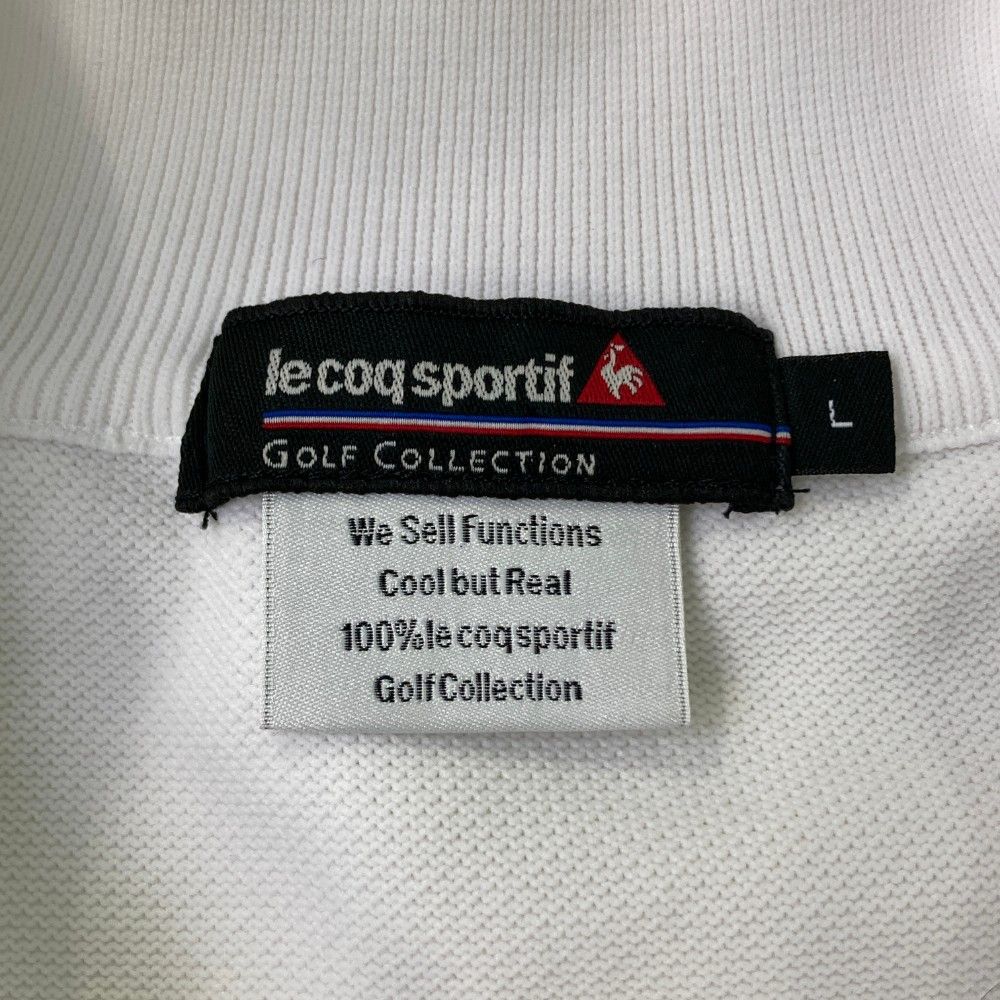 le coq sportif
GOLF COLLECTION
L
We Sell Functions
Cool but Real
100% le coq sportif
Golf Collection